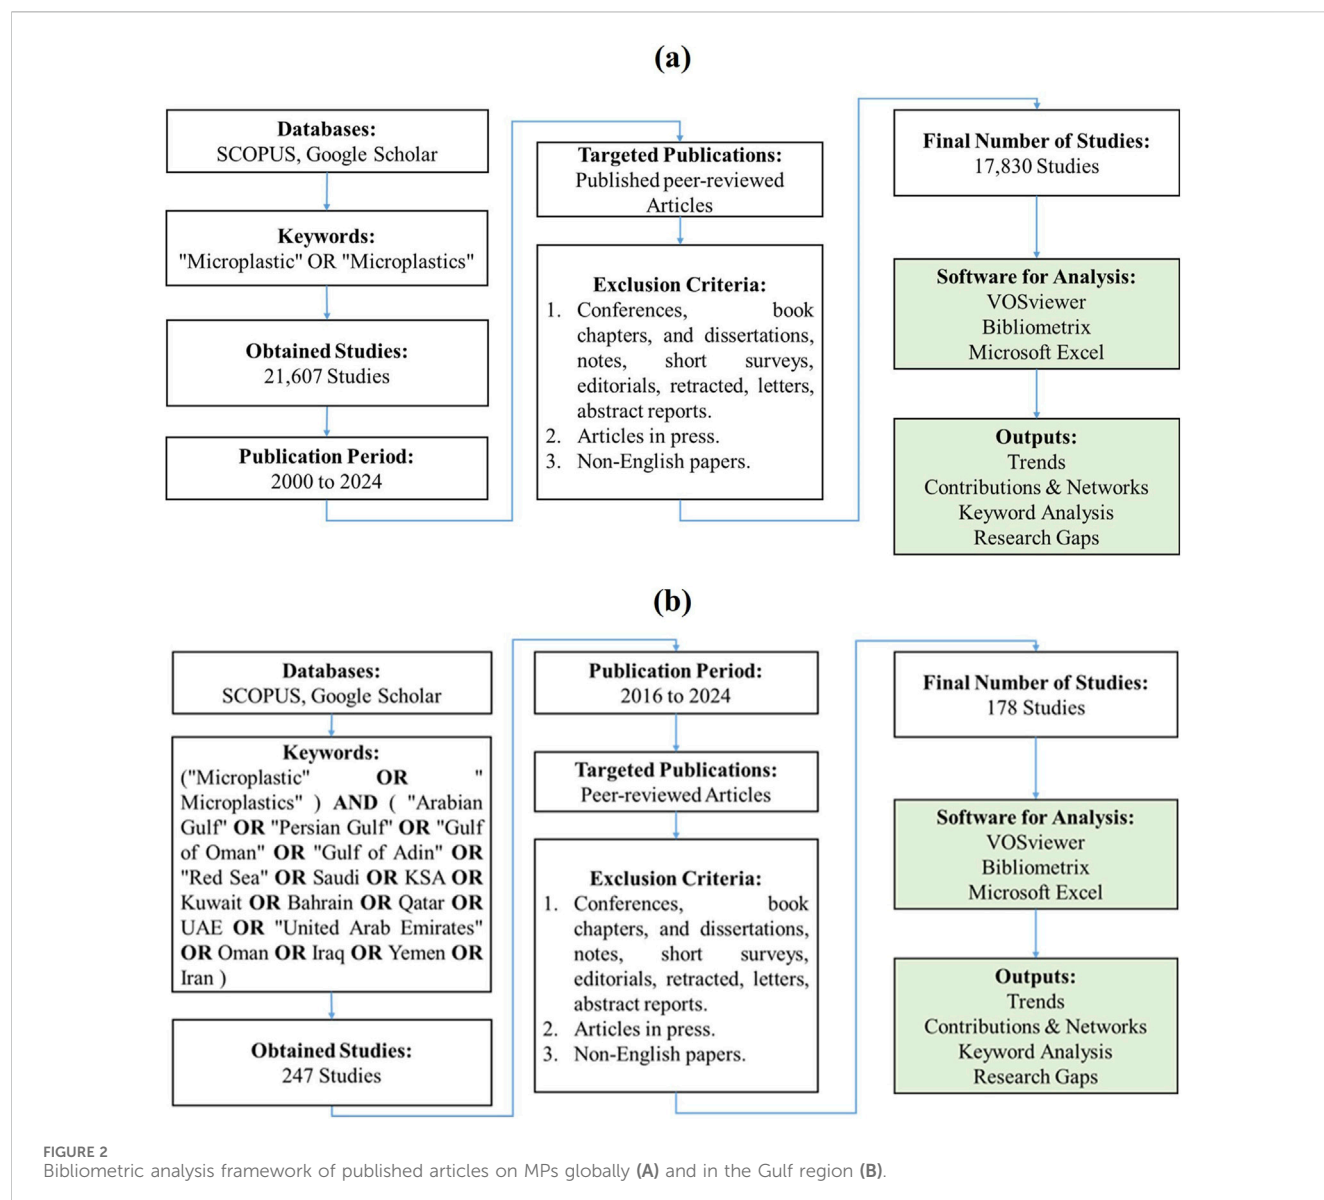 (a)
Databases:
SCOPUS, Google Scholar
Keywords:
"Microplastic" OR "Microplastics"
Obtained Studies:
21,607 Studies
Publication Period:
2000 to 2024
Targeted Publications:
Published peer-reviewed
Articles
Exclusion Criteria:
1. Conferences, book
chapters, and dissertations,
notes, short surveys,
editorials, retracted, letters,
abstract reports.
2. Articles in press.
3. Non-English papers.
Final Number of Studies:
17,830 Studies
Software for Analysis:
VOSviewer
Bibliometrix
Microsoft Excel
Outputs:
Trends
Contributions & Networks
Keyword Analysis
Research Gaps
(b)
Databases:
SCOPUS, Google Scholar
Keywords:
("Microplastic" OR "
Microplastics" ) AND ( "Arabian
Gulf" OR "Persian Gulf" OR "Gulf
of Oman" OR "Gulf of Adin" OR
"Red Sea" OR Saudi OR KSA OR
Kuwait OR Bahrain OR Qatar OR
UAE OR "United Arab Emirates"
OR Oman OR Iraq OR Yemen OR
Iran )
Obtained Studies:
247 Studies
Publication Period:
2016 to 2024
Targeted Publications:
Peer-reviewed Articles
Exclusion Criteria:
1. Conferences, book
chapters, and dissertations,
notes, short surveys,
editorials, retracted, letters,
abstract reports.
2. Articles in press.
3. Non-English papers.
Final Number of Studies:
178 Studies
Software for Analysis:
VOSviewer
Bibliometrix
Microsoft Excel
Outputs:
Trends
Contributions & Networks
Keyword Analysis
Research Gaps
FIGURE 2
Bibliometric analysis framework of published articles on MPs globally (A) and in the Gulf region (B).